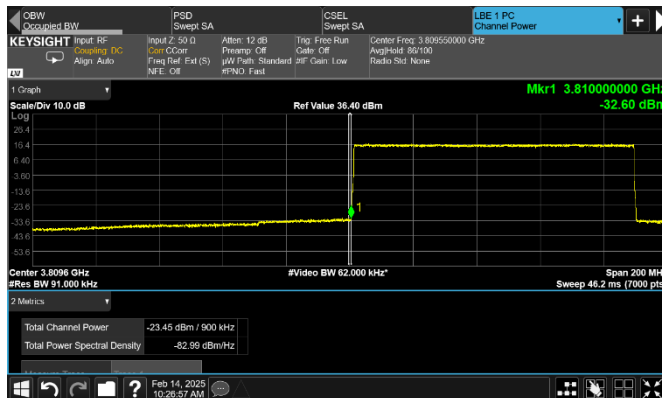 OBW
Occupied BW
PSD
Swept SA
CSEL
Swept SA
LBE 1 PC
Channel Power
KEYSIGHT
Input: RF
Coupling: DC
Align: Auto
Input Z: 50 Ω
Corr CCorr
Freq Ref: Ext (S)
NFE: Off
Atten: 12 dB
Preamp: Off
µW Path: Standard
#PNO: Fast
Trig: Free Run
Gate: Off
#IF Gain: Low
Center Freq: 3.809550000 GHz
Avg|Hold: 86/100
Radio Std: None
LXI
1 Graph
Mkr1 3.810000000 GHz
Scale/Div 10.0 dB
Ref Value 36.40 dBm
-32.60 dBm
Log
26.4
16.4
6.40
-3.60
-13.6
-23.6
-33.6
-43.6
-53.6
1
Center 3.8096 GHz
#Video BW 62.000 kHz*
Span 200 MH
#Res BW 91.000 kHz
Sweep 46.2 ms (7000 pts
2 Metrics
Total Channel Power
-23.45 dBm / 900 kHz
Total Power Spectral Density
-82.99 dBm/Hz
?
Feb 14, 2025
10:26:57 AM